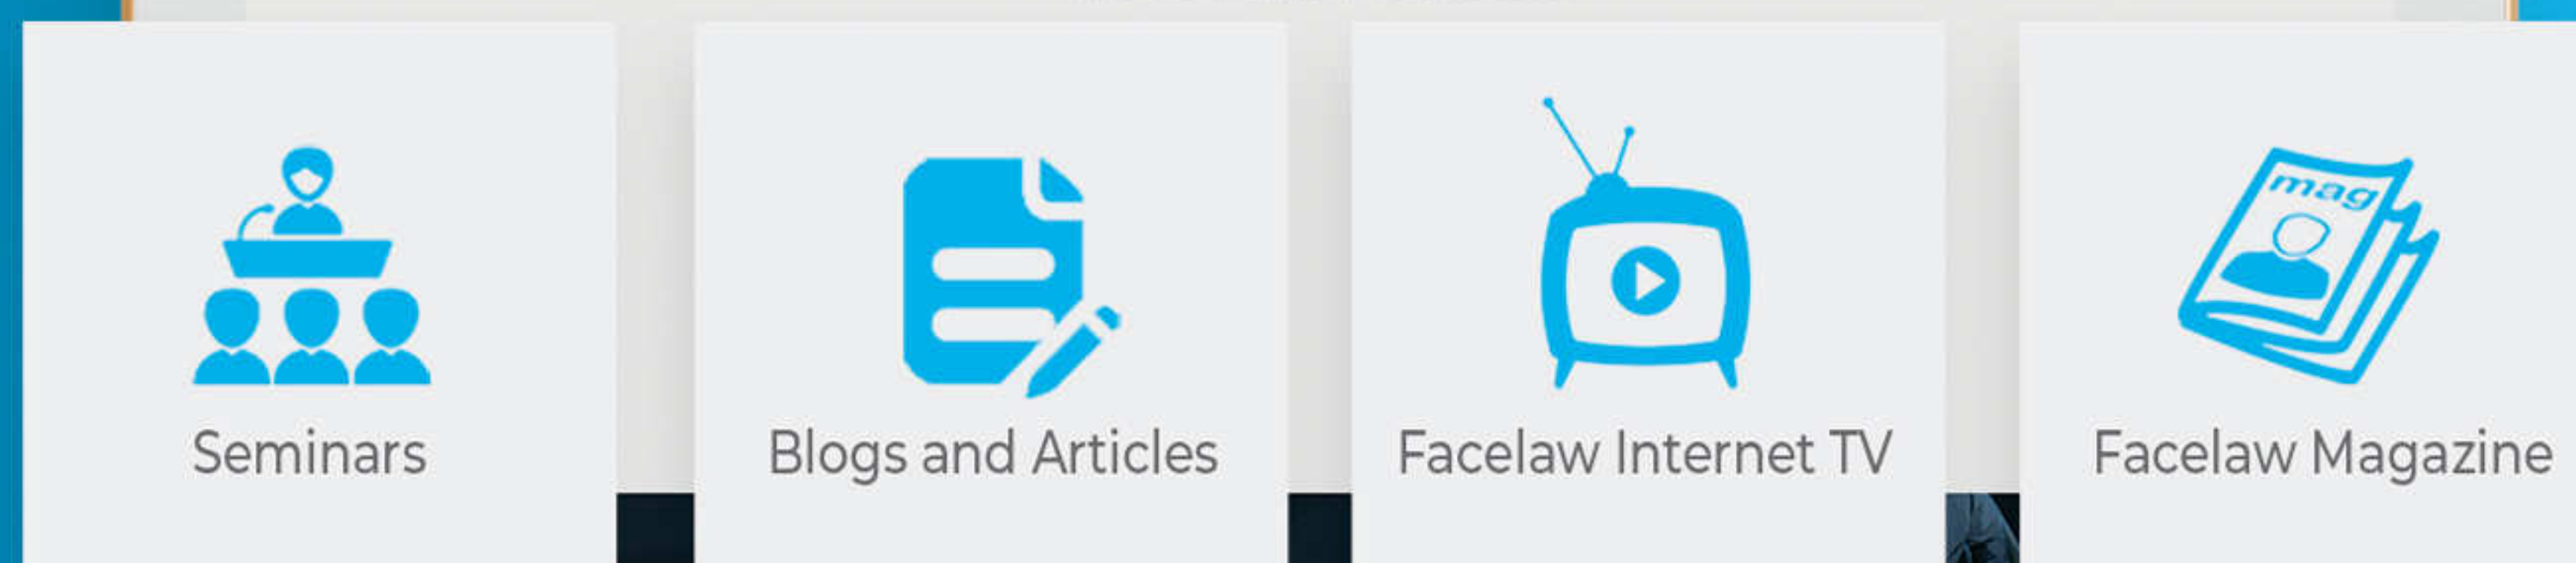 mag
Seminars
Blogs and Articles
Facelaw Internet TV
Facelaw Magazine